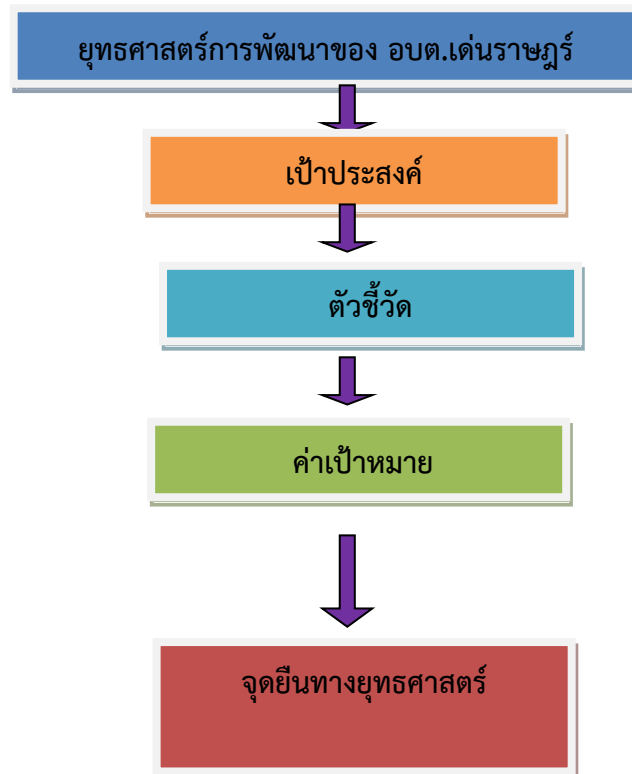 ยุทธศาสตร์การพัฒนาของ อบต.เด่นราษฎร์
เป้าประสงค์
ตัวชี้วัด
ค่าเป้าหมาย
จุดยืนทางยุทธศาสตร์